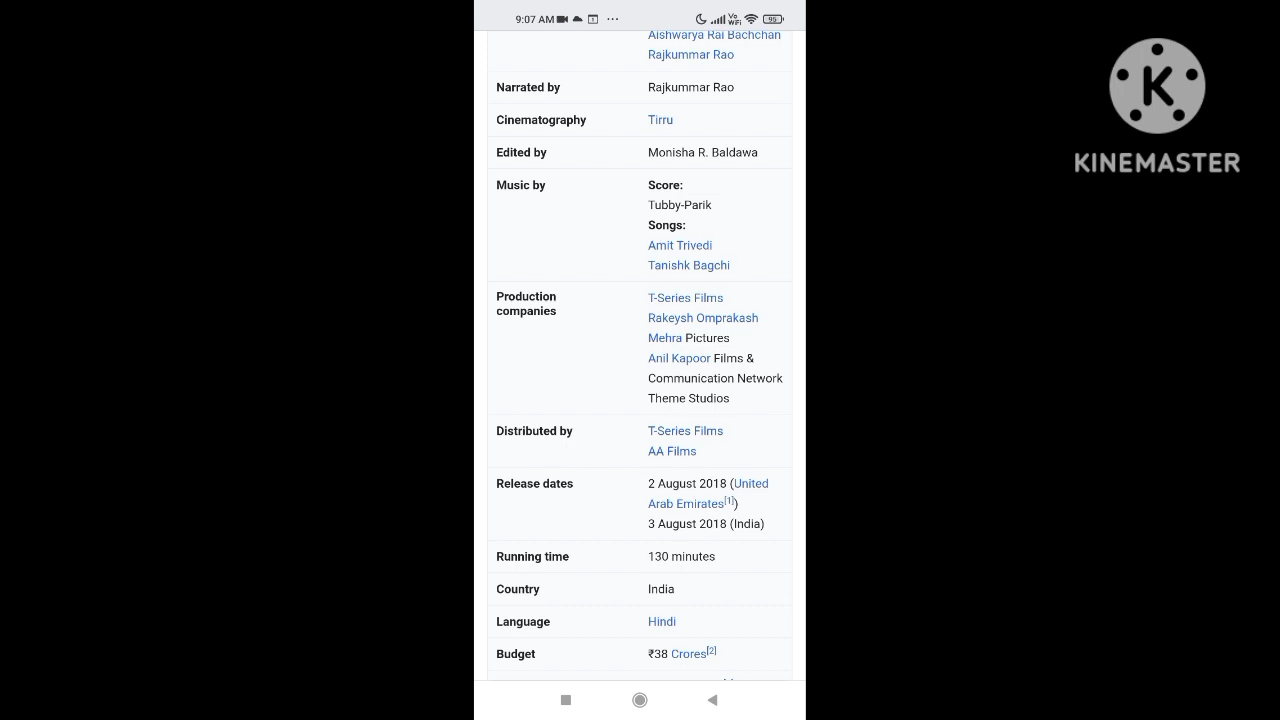 9:07 AM
Vo
WiFi
95
Aishwarya Rai Bachchan
Rajkummar Rao
Narrated by Rajkummar Rao
Cinematography Tirru
Edited by Monisha R. Baldawa
Music by Score:
Tubby-Parik
Songs:
Amit Trivedi
Tanishk Bagchi
Production T-Series Films
companies Rakeysh Omprakash
Mehra Pictures
Anil Kapoor Films &
Communication Network
Theme Studios
Distributed by T-Series Films
AA Films
Release dates 2 August 2018 (United
Arab Emirates[1])
3 August 2018 (India)
Running time 130 minutes
Country India
Language Hindi
Budget ₹38 Crores[2]
K
KINEMASTER